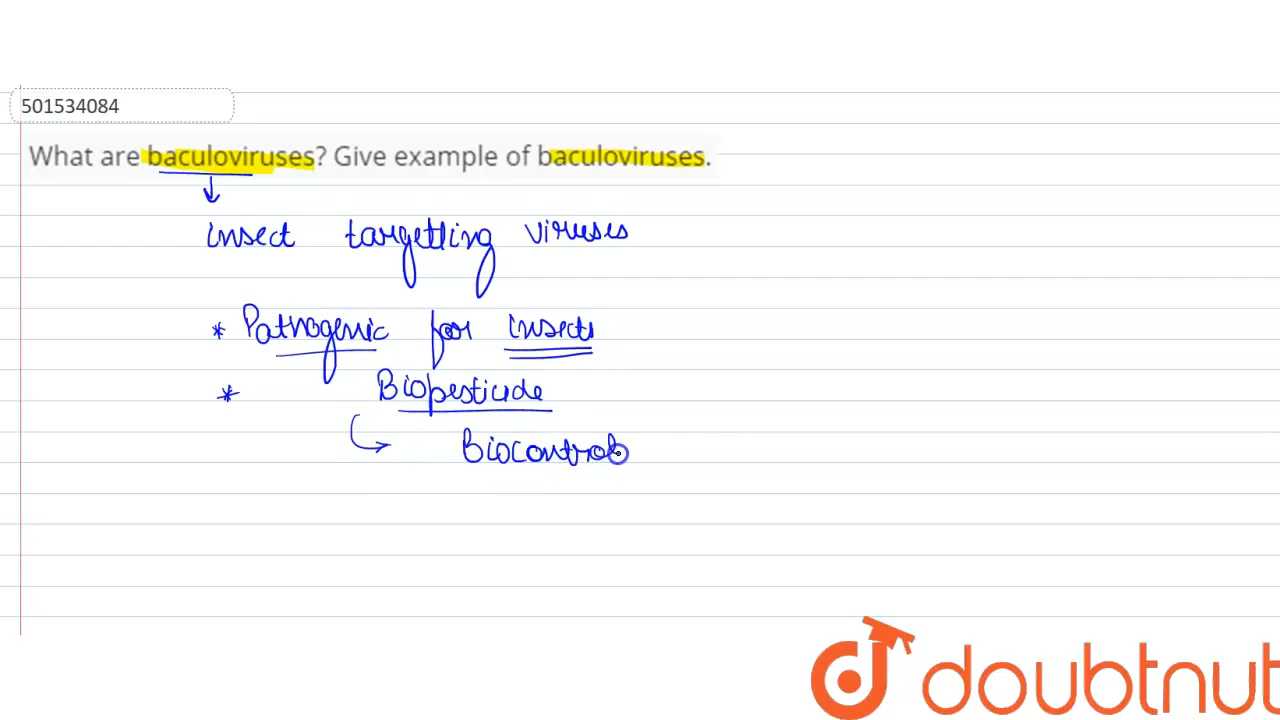 501534084
What are baculoviruses? Give example of baculoviruses.
insect targetting viruses
* Pathogenic for insects
* Biopesticide
Biocontrol
doubtnut